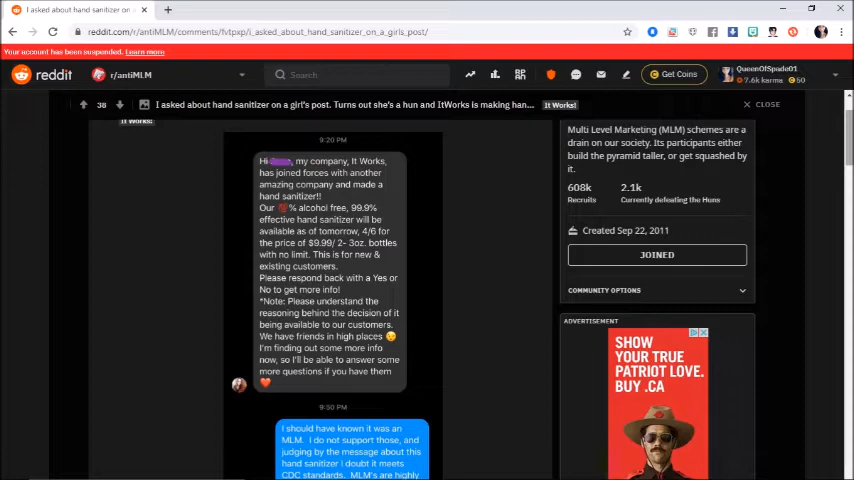 I asked about hand sanitizer on a
reddit.com/r/antiMLM/comments/fvtpxp/i_asked_about_hand_sanitizer_on_a_girls_post/
Your account has been suspended. Learn more
reddit
r/antiMLM
Search
Get Coins
QueenOfSpade01
7.6k karma 50
38
I asked about hand sanitizer on a girl's post. Turns out she's a hun and ItWorks is making han...
It Works!
CLOSE
It Works!
9:20 PM
Hi , my company, It Works,
has joined forces with another
amazing company and made a
hand sanitizer!!
Our 💯% alcohol free, 99.9%
effective hand sanitizer will be
available as of tomorrow, 4/6 for
the price of $9.99/ 2- 3oz. bottles
with no limit. This is for new &
existing customers.
Please respond back with a Yes or
No to get more info!
*Note: Please understand the
reasoning behind the decision of it
being available to our customers.
We have friends in high places 😉
I'm finding out some more info
now, so I'll be able to answer some
more questions if you have them
❤️
9:50 PM
I should have known it was an
MLM. I do not support those, and
judging by the message about this
hand sanitizer I doubt it meets
CDC standards. MLM's are highly
Multi Level Marketing (MLM) schemes are a
drain on our society. Its participants either
build the pyramid taller, or get squashed by
it.
608k 2.1k
Recruits Currently defeating the Huns
Created Sep 22, 2011
JOINED
COMMUNITY OPTIONS
ADVERTISEMENT
SHOW
YOUR TRUE
PATRIOT LOVE.
BUY .CA